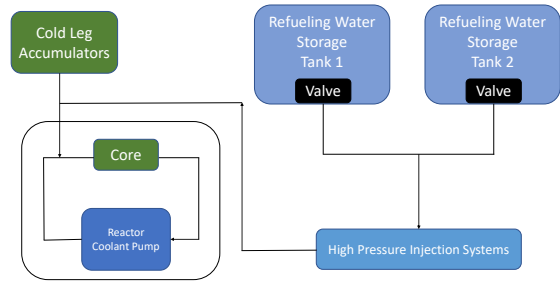 Cold Leg
Accumulators
Refueling Water
Storage
Tank 1
Valve
Refueling Water
Storage
Tank 2
Valve
Core
Reactor
Coolant Pump
High Pressure Injection Systems